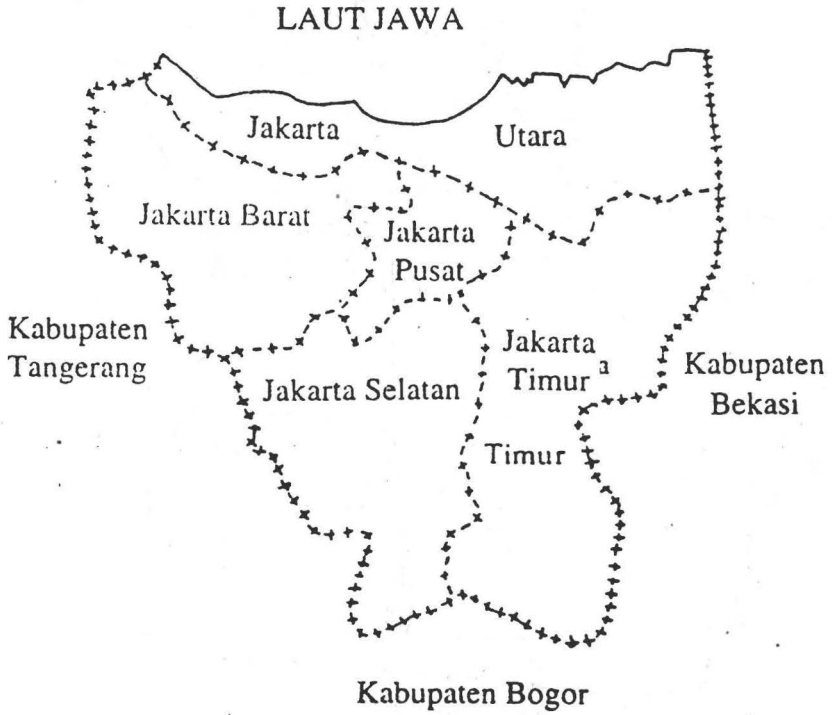 LAUT JAWA
Jakarta
Utara
Jakarta Barat
Jakarta
Pusat
Kabupaten
Tangerang
Jakarta
Timur a
Kabupaten
Bekasi
Jakarta Selatan
Timur
Kabupaten Bogor